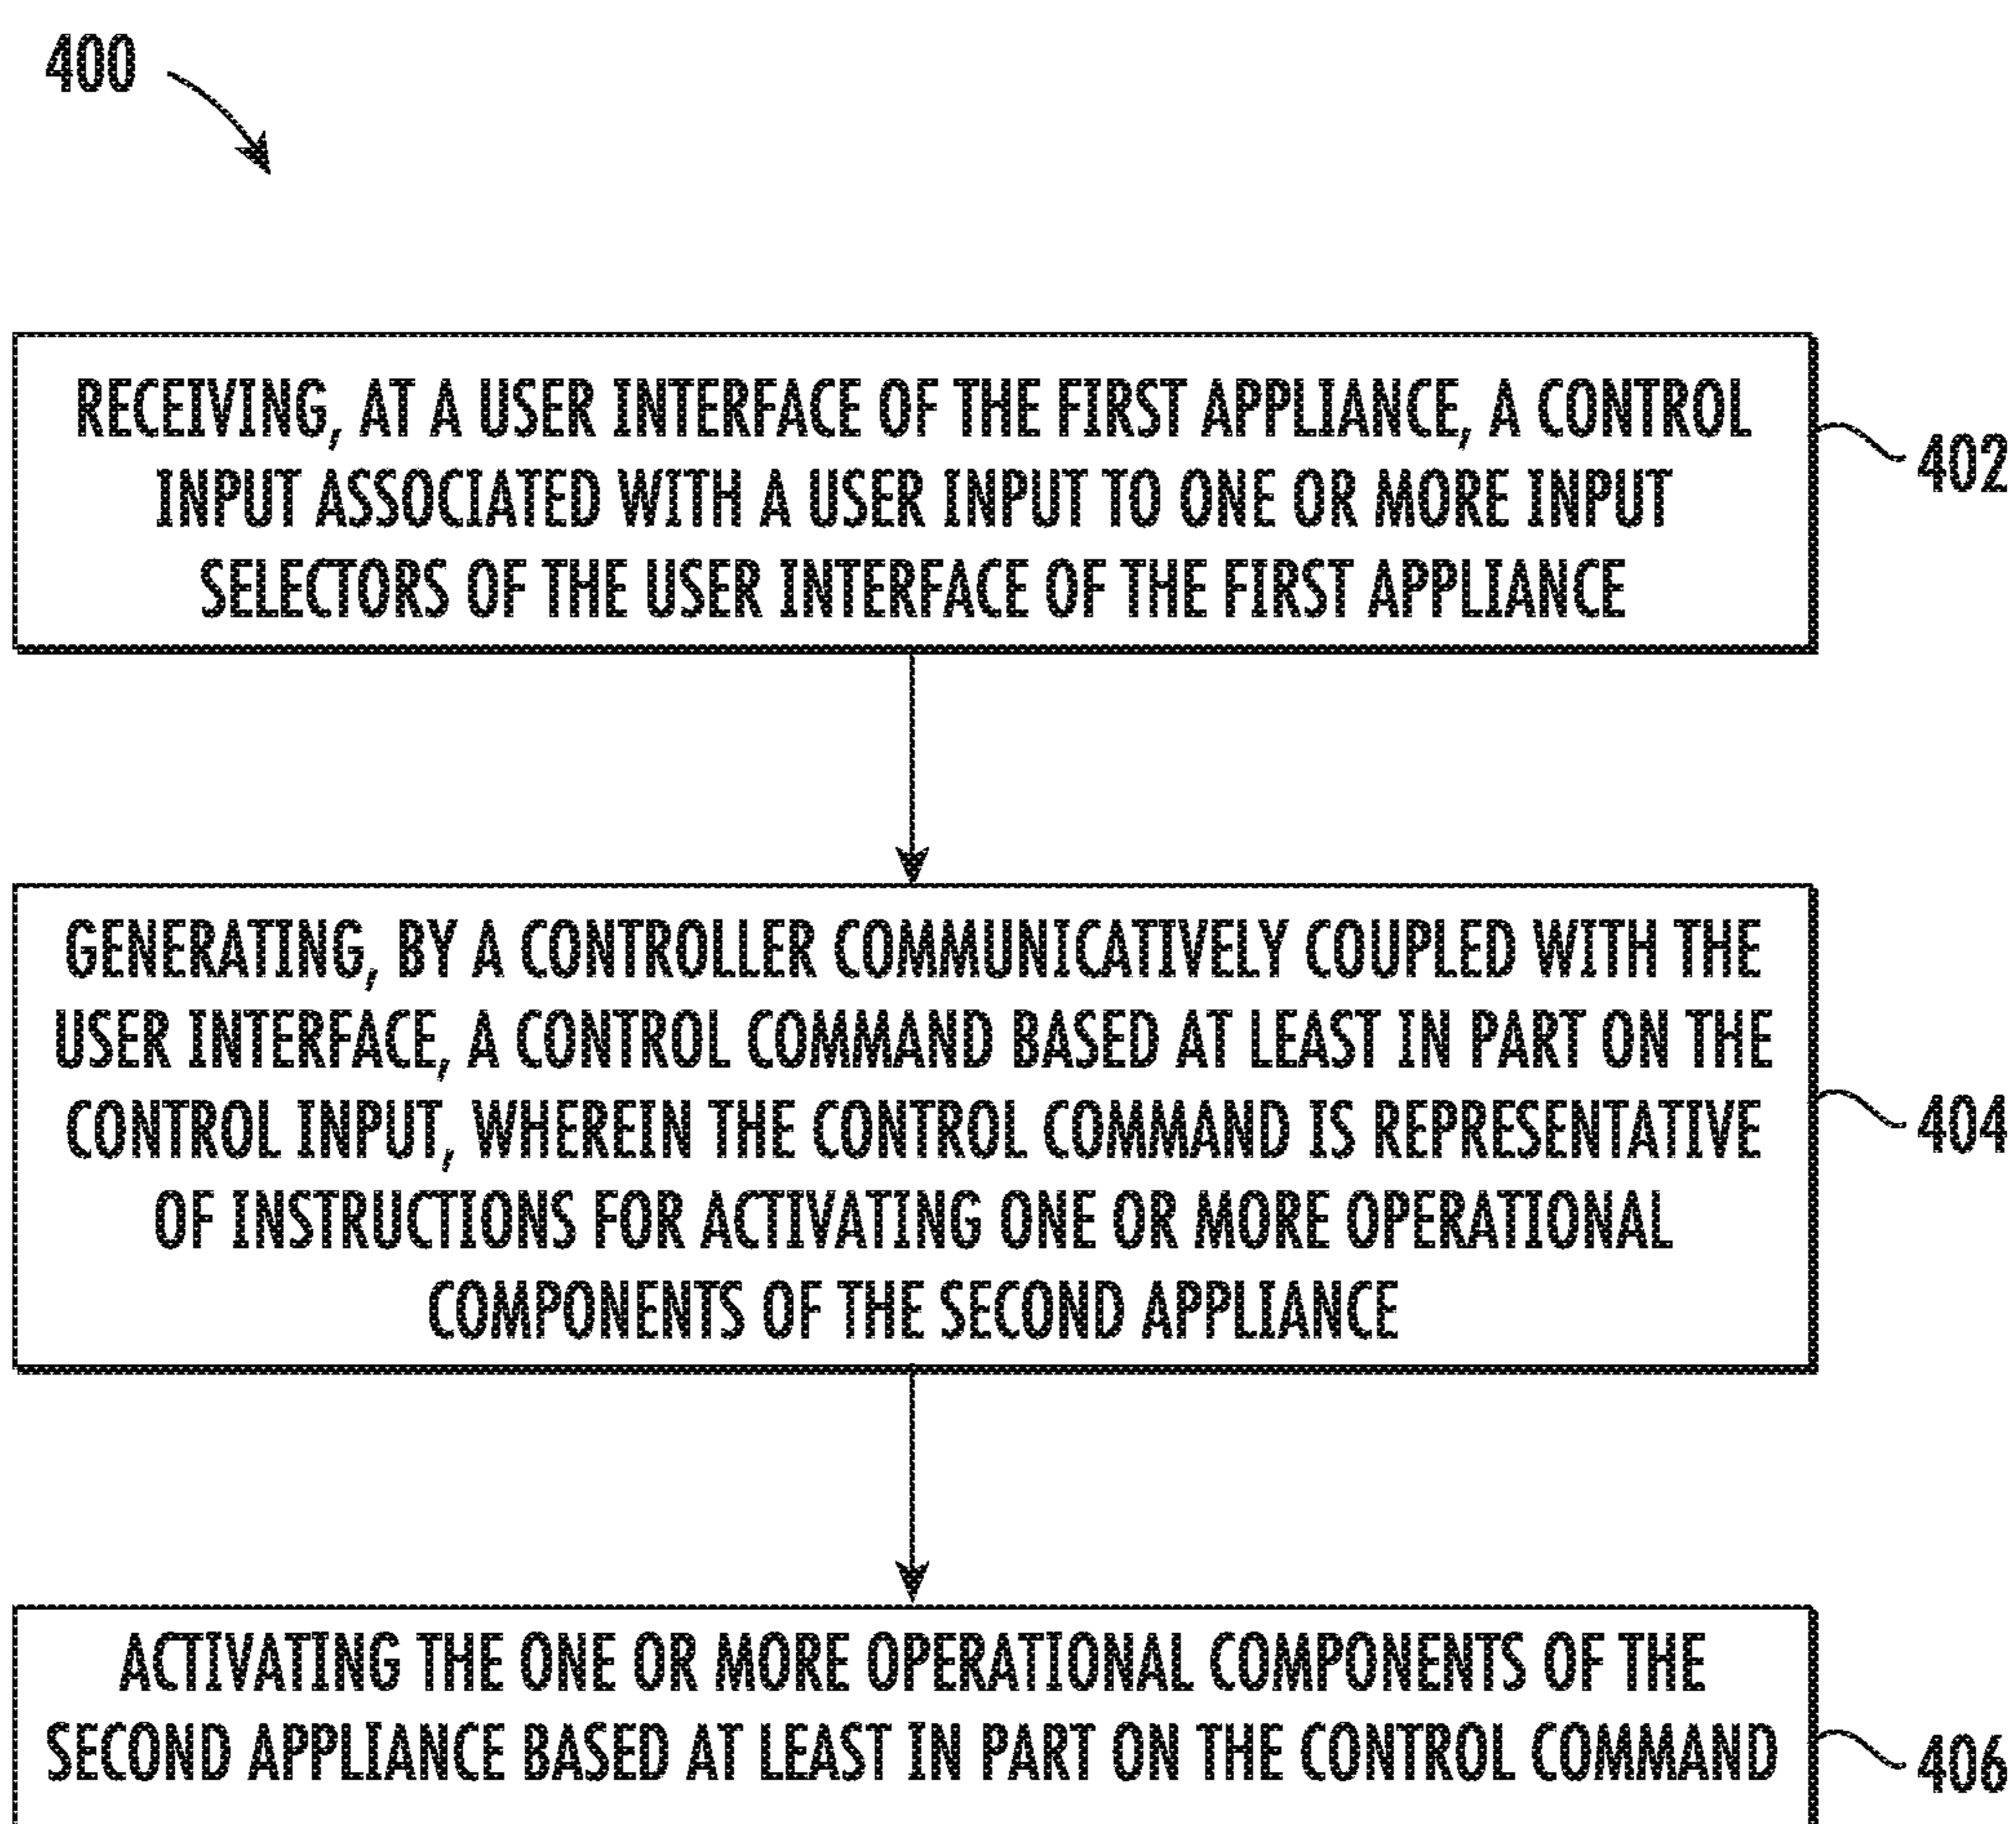 400
RECEIVING, AT A USER INTERFACE OF THE FIRST APPLIANCE, A CONTROL
INPUT ASSOCIATED WITH A USER INPUT TO ONE OR MORE INPUT
SELECTORS OF THE USER INTERFACE OF THE FIRST APPLIANCE
402
GENERATING, BY A CONTROLLER COMMUNICATIVELY COUPLED WITH THE
USER INTERFACE, A CONTROL COMMAND BASED AT LEAST IN PART ON THE
CONTROL INPUT, WHEREIN THE CONTROL COMMAND IS REPRESENTATIVE
OF INSTRUCTIONS FOR ACTIVATING ONE OR MORE OPERATIONAL
COMPONENTS OF THE SECOND APPLIANCE
404
ACTIVATING THE ONE OR MORE OPERATIONAL COMPONENTS OF THE
SECOND APPLIANCE BASED AT LEAST IN PART ON THE CONTROL COMMAND
406